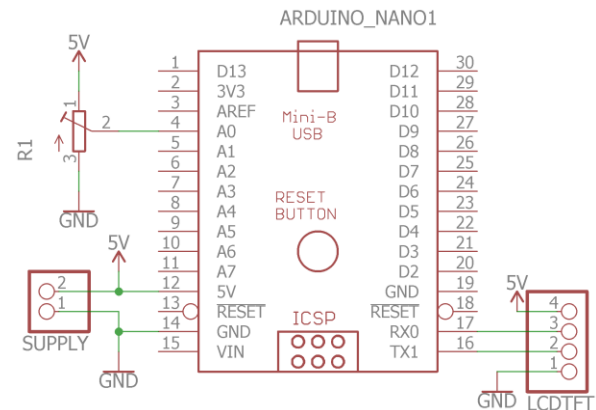 ARDUINO_NANO1
5V
1 D13 D12 30
2 3V3 D11 29
3 AREF D10 28
4 A0 D9 27
5 A1 D8 26
6 A2 D7 25
7 A3 D6 24
8 A4 D5 23
9 A5 D4 22
10 A6 D3 21
11 A7 D2 20
12 5V GND 19
13 RESET RESET 18
14 GND RX0 17
15 VIN TX1 16
Mini-B
USB
RESET
BUTTON
ICSP
R1
1
2
3
GND
5V
2
1
SUPPLY
GND
5V
4
3
2
1
GND
LCDTFT